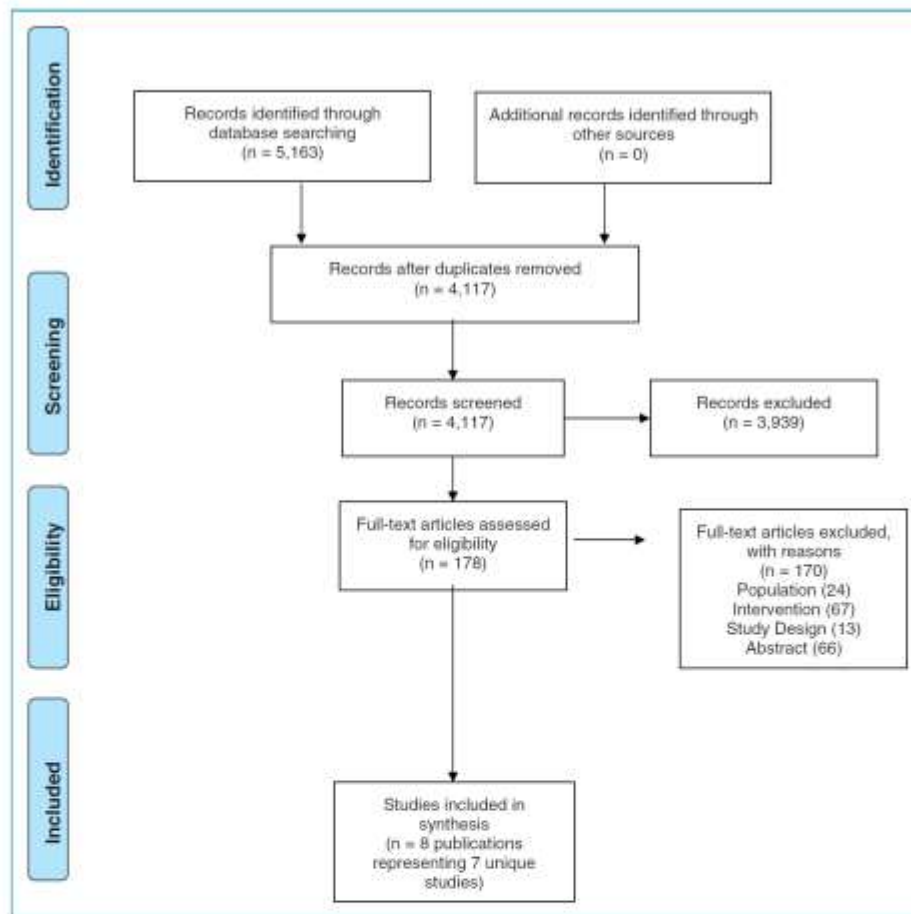 Identification
Records identified through
database searching
(n = 5,163)
Additional records identified through
other sources
(n = 0)
Records after duplicates removed
(n = 4,117)
Screening
Records screened
(n = 4,117)
Records excluded
(n = 3,939)
Eligibility
Full-text articles assessed
for eligibility
(n = 178)
Full-text articles excluded,
with reasons
(n = 170)
Population (24)
Intervention (67)
Study Design (13)
Abstract (66)
Included
Studies included in
synthesis
(n = 8 publications
representing 7 unique
studies)